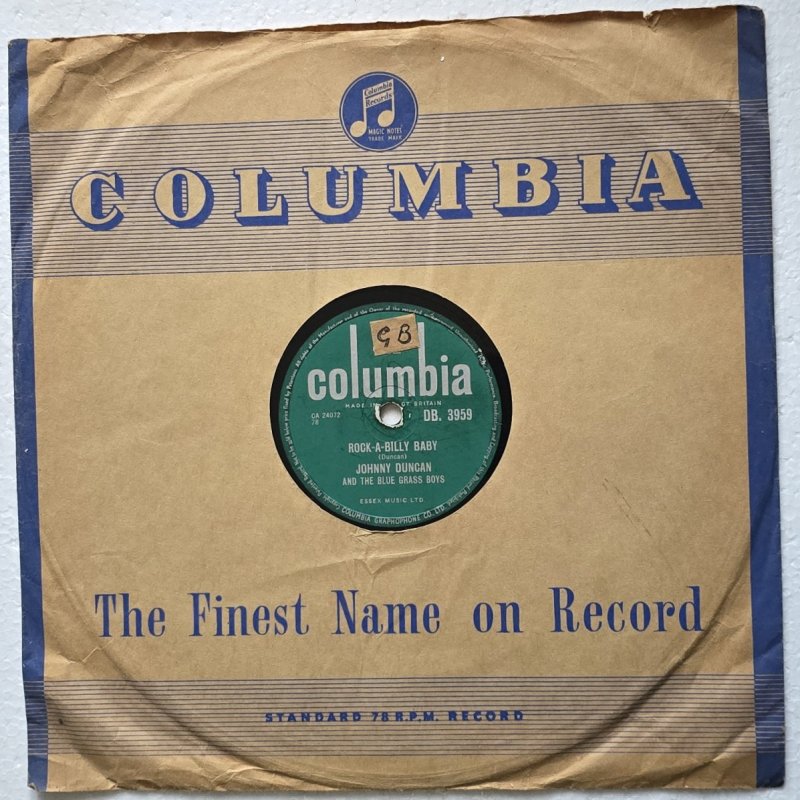 Columbia
Records
MAGIC NOTES
TRADE MARK
COLUMBIA
GB
columbia
MADE IN GREAT BRITAIN
CA 24072
78
DB. 3959
ROCK-A-BILLY BABY
(Duncan)
JOHNNY DUNCAN
AND THE BLUE GRASS BOYS
ESSEX MUSIC LTD.
COLUMBIA GRAPHOPHONE CO. LTD.
The Finest Name on Record
STANDARD 78 R.P.M. RECORD